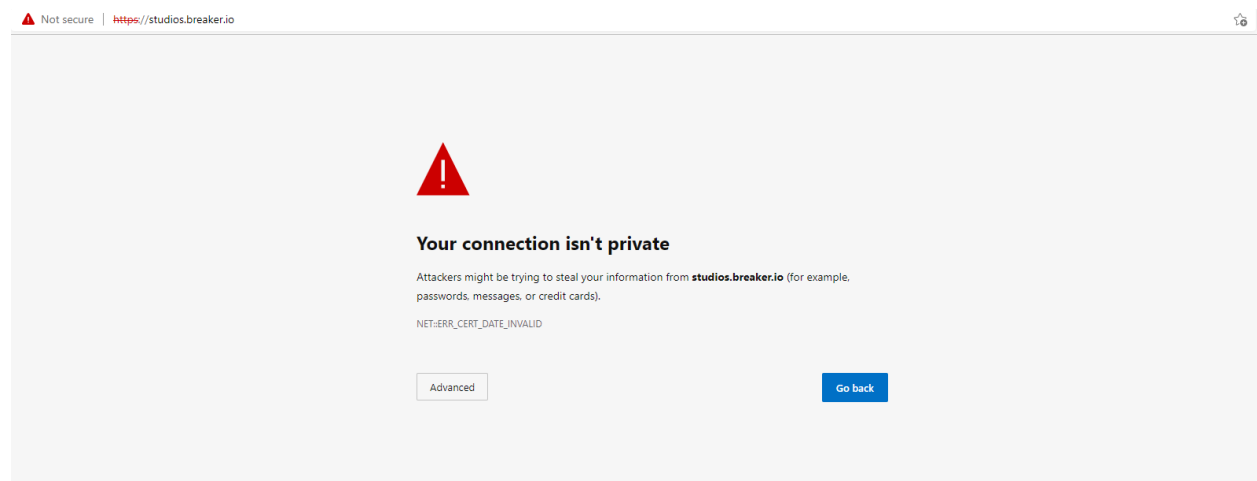 Not secure | https://studios.breaker.io
!
Your connection isn't private
Attackers might be trying to steal your information from studios.breaker.io (for example,
passwords, messages, or credit cards).
NET::ERR_CERT_DATE_INVALID
Advanced
Go back